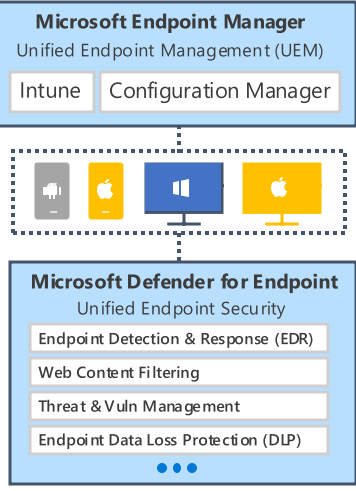 Microsoft Endpoint Manager
Unified Endpoint Management (UEM)
Intune
Configuration Manager
Microsoft Defender for Endpoint
Unified Endpoint Security
Endpoint Detection & Response (EDR)
Web Content Filtering
Threat & Vuln Management
Endpoint Data Loss Protection (DLP)